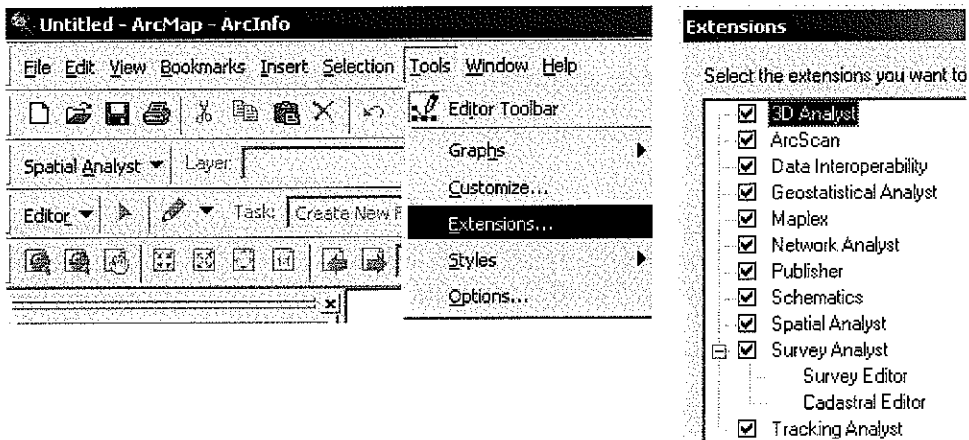 Untitled - ArcMap - ArcInfo
File Edit View Bookmarks Insert Selection Tools Window Help
Editor Toolbar
Spatial Analyst Layer:
Graphs
Customize...
Editor Task: Create New F
Extensions...
Styles
Options...
Extensions
Select the extensions you want to
3D Analyst
ArcScan
Data Interoperability
Geostatistical Analyst
Maplex
Network Analyst
Publisher
Schematics
Spatial Analyst
Survey Analyst
Survey Editor
Cadastral Editor
Tracking Analyst